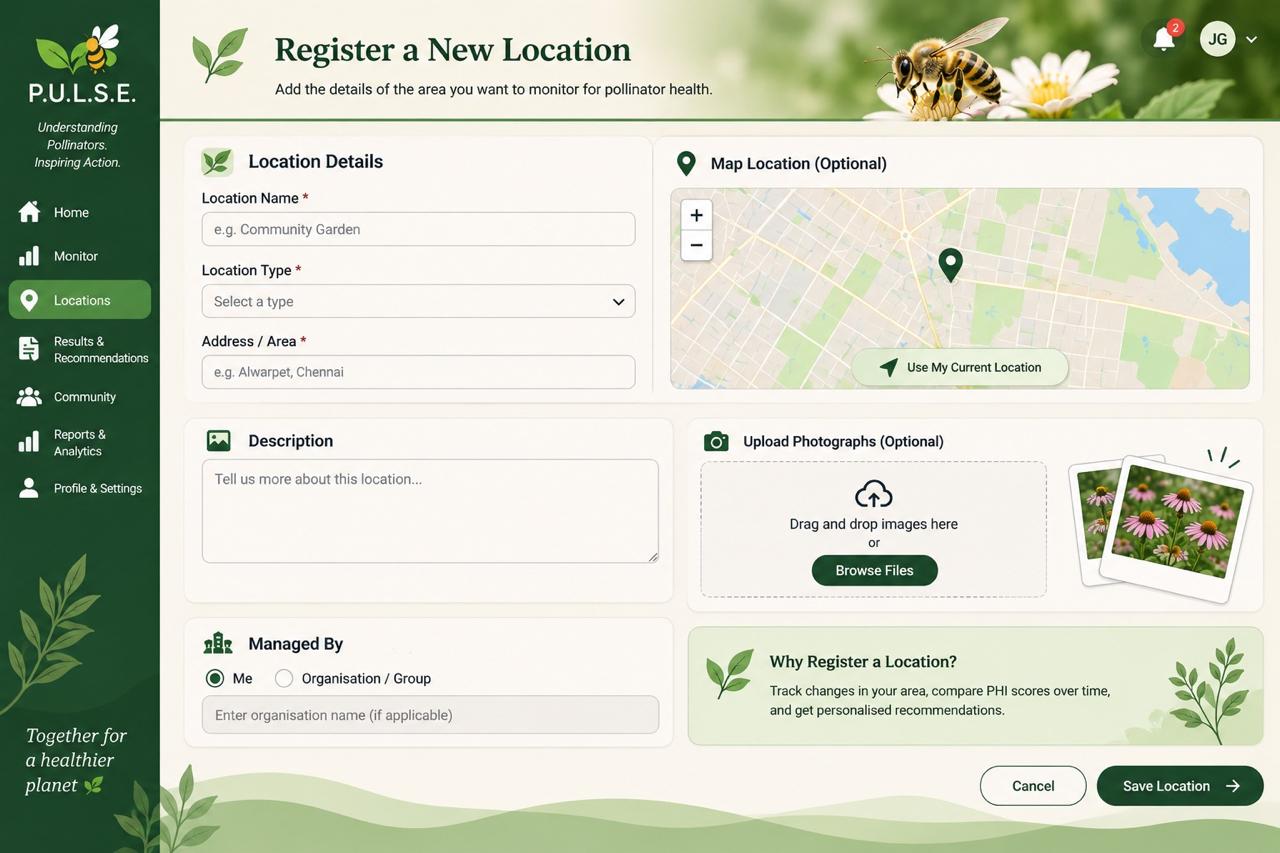 P.U.L.S.E.
Understanding
Pollinators.
Inspiring Action.
Home
Monitor
Locations
Results &
Recommendations
Community
Reports &
Analytics
Profile & Settings
Together for
a healthier
planet
Register a New Location
Add the details of the area you want to monitor for pollinator health.
2
JG
Location Details
Location Name *
e.g. Community Garden
Location Type *
Select a type
Address / Area *
e.g. Alwarpet, Chennai
Map Location (Optional)
+
−
Use My Current Location
Description
Tell us more about this location...
Upload Photographs (Optional)
Drag and drop images here
or
Browse Files
Managed By
Me
Organisation / Group
Enter organisation name (if applicable)
Why Register a Location?
Track changes in your area, compare PHI scores over time,
and get personalised recommendations.
Cancel
Save Location